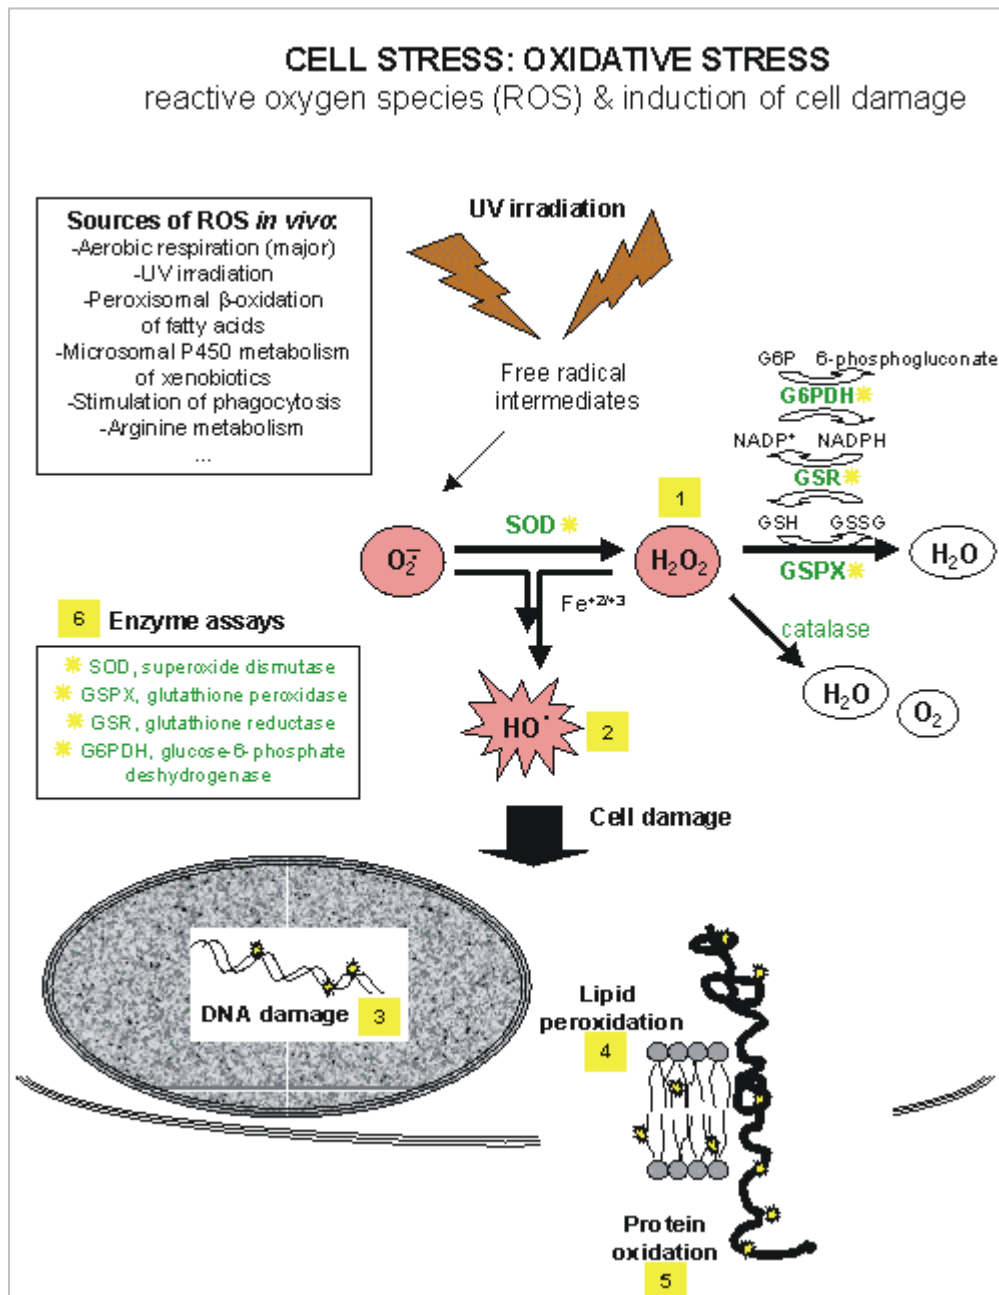 CELL STRESS: OXIDATIVE STRESS
reactive oxygen species (ROS) & induction of cell damage
Sources of ROS in vivo:
-Aerobic respiration (major)
-UV irradiation
-Peroxisomal β-oxidation
of fatty acids
-Microsomal P450 metabolism
of xenobiotics
-Stimulation of phagocytosis
-Arginine metabolism
...
UV irradiation
Free radical
intermediates
G6P 6-phosphogluconate
G6PDH
NADP+ NADPH
GSR
GSH GSSG
GSPX
1
SOD
O2•−
H2O2
H2O
Fe+2/+3
catalase
H2O
O2
6 Enzyme assays
SOD, superoxide dismutase
GSPX, glutathione peroxidase
GSR, glutathione reductase
G6PDH, glucose-6-phosphate
deshydrogenase
HO•
2
Cell damage
DNA damage 3
Lipid
peroxidation
4
Protein
oxidation
5